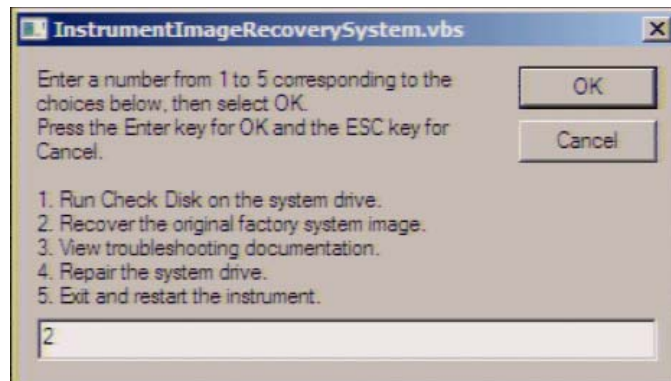 InstrumentImageRecoverySystem.vbs
Enter a number from 1 to 5 corresponding to the
choices below, then select OK.
Press the Enter key for OK and the ESC key for
Cancel.
OK
Cancel
1. Run Check Disk on the system drive.
2. Recover the original factory system image.
3. View troubleshooting documentation.
4. Repair the system drive.
5. Exit and restart the instrument.
2